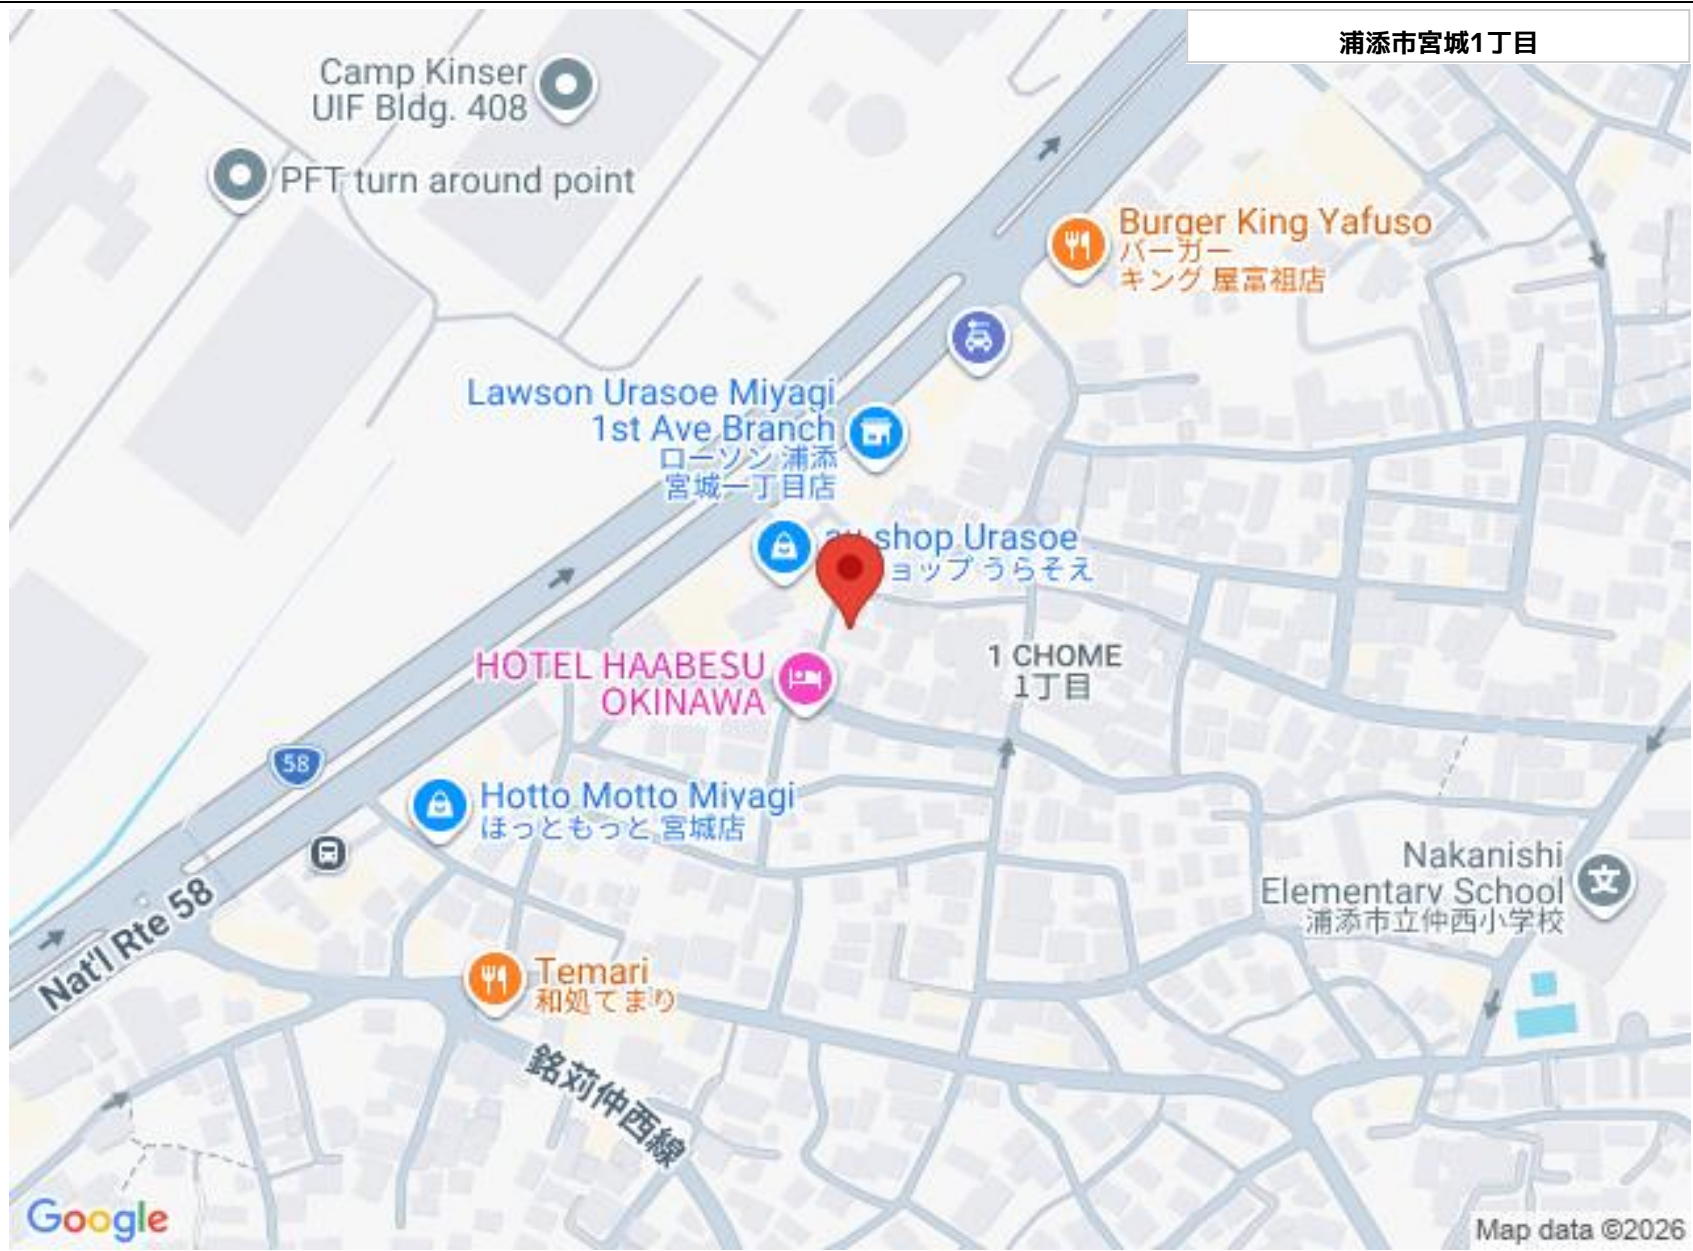 浦添市宮城1丁目
Camp Kinser
UIF Bldg. 408
PFT turn around point
Burger King Yafuso
バーガー
キング 屋富祖店
Lawson Urasoe Miyagi
1st Ave Branch
ローソン 浦添
宮城一丁目店
shop Urasoe
ョップ うらそえ
HOTEL HAABESU
OKINAWA
1 CHOME
1丁目
58
Hotto Motto Miyagi
ほっともっと 宮城店
Nakanishi
Elementary School
浦添市立仲西小学校
文
Nat'l Rte 58
Temari
和処てまり
銘苅仲西線
Google
Map data ©2026